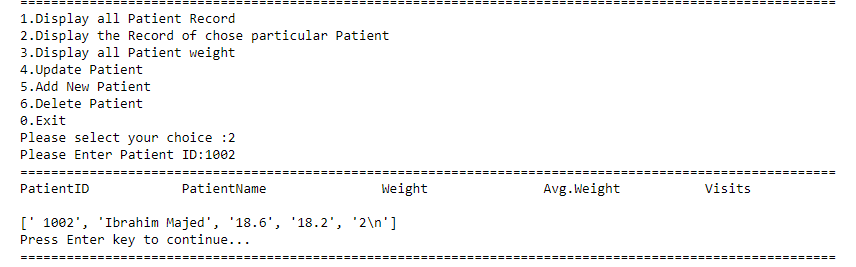 ==========================================================================================================
1.Display all Patient Record
2.Display the Record of chose particular Patient
3.Display all Patient weight
4.Update Patient
5.Add New Patient
6.Delete Patient
0.Exit
Please select your choice :2
Please Enter Patient ID:1002
==========================================================================================================
PatientID            PatientName               Weight               Avg.Weight           Visits
[' 1002', 'Ibrahim Majed', '18.6', '18.2', '2\n']
Press Enter key to continue...
==========================================================================================================